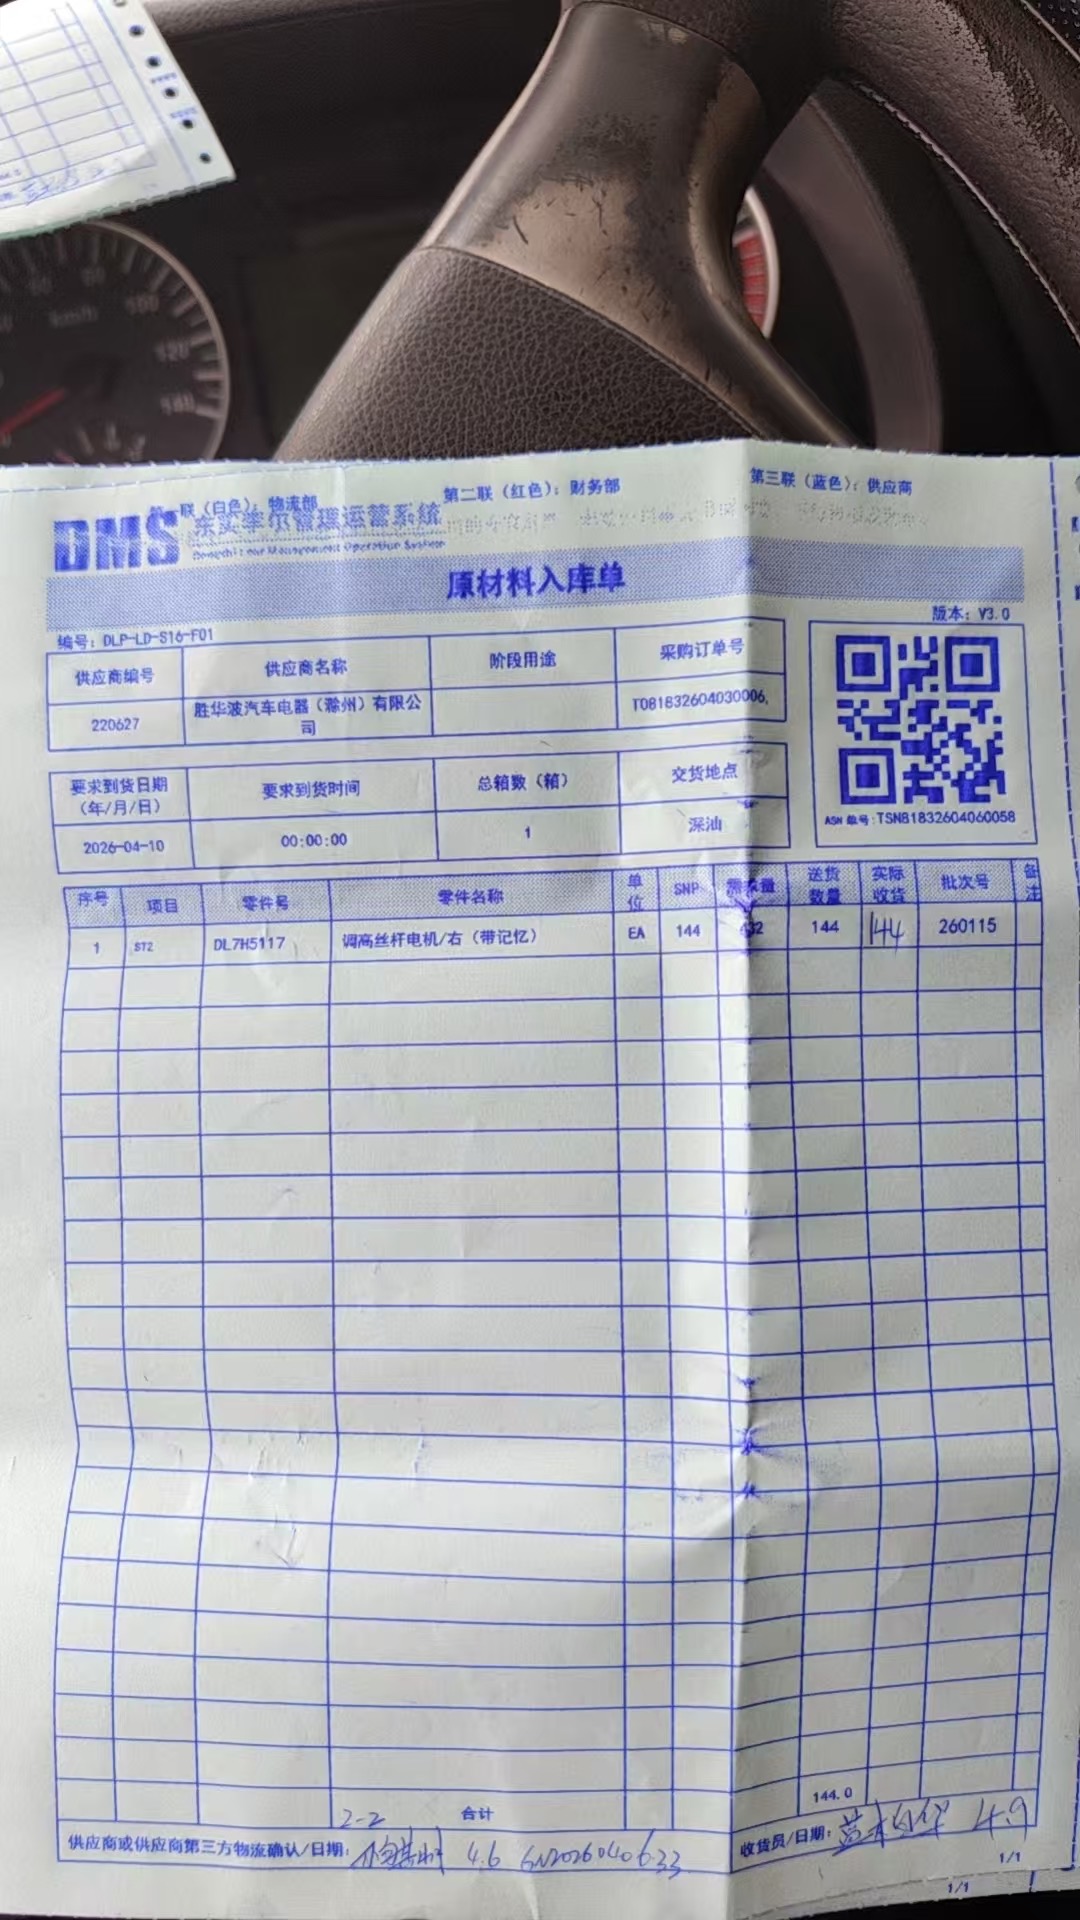 km/h
100
120
140
联（白色）：物流部 第二联（红色）：财务部 第三联（蓝色）：供应商
DMS 东实李尔管理运营系统
原材料入库单
编号：DLP-LD-S16-F01 版本：V3.0
供应商编号 供应商名称 阶段用途 采购订单号
220627 胜华波汽车电器（滁州）有限公司 T081832604030006,
要求到货日期（年/月/日） 要求到货时间 总箱数（箱） 交货地点
2026-04-10 00:00:00 1 深汕
ASN 单号：TSN81832604060058
序号 项目 零件号 零件名称 单位 SNP 需求量 送货数量 实际收货 批次号 备注
1 ST2 DL7H5117 调高丝杆电机/右（带记忆） EA 144 144 144 260115
144.0
2-2 合计
供应商或供应商第三方物流确认/日期： 4.6 收货员/日期： 4.9
1/1
1/1